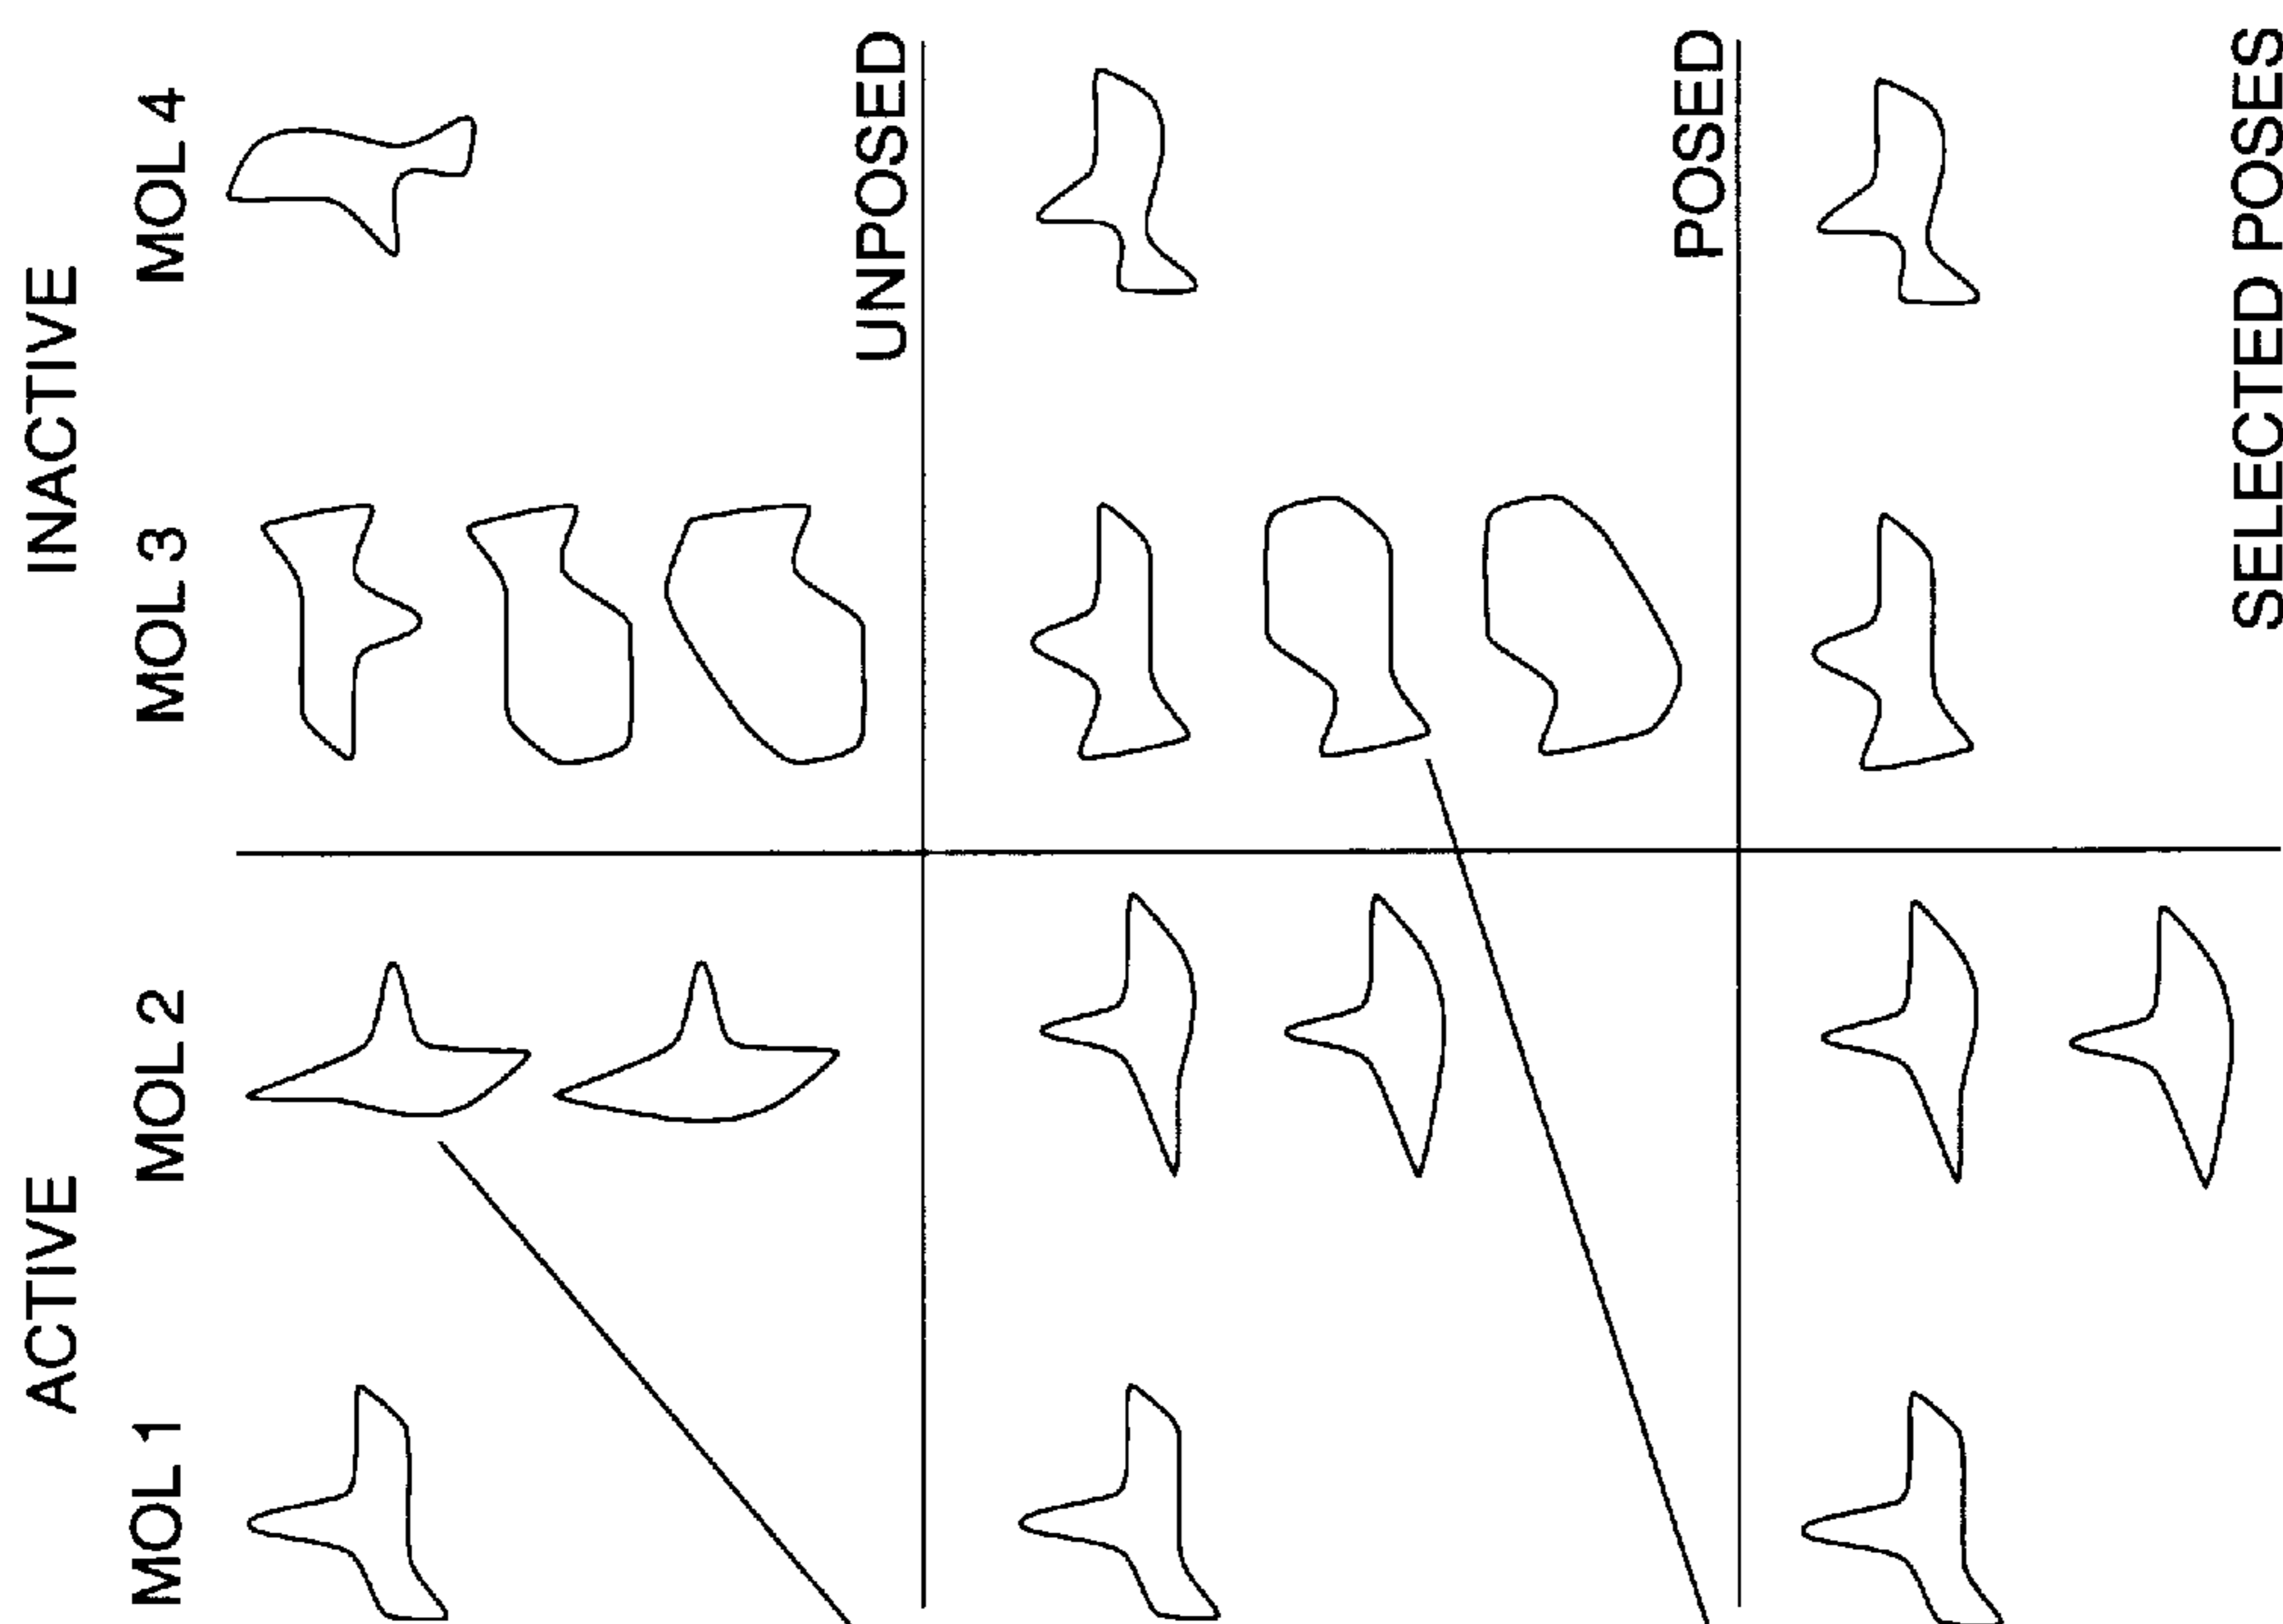 ACTIVE
INACTIVE
MOL 1
MOL 2
MOL 3
MOL 4
UNPOSED
POSED
SELECTED POSES